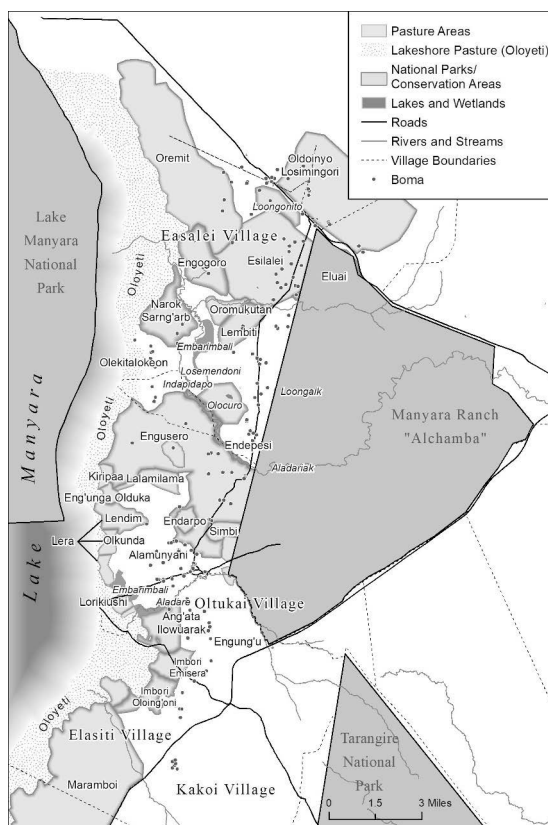 Pasture Areas
Lakeshore Pasture (Oloyeti)
National Parks/
Conservation Areas
Lakes and Wetlands
Roads
Rivers and Streams
Village Boundaries
Boma
Oremit
Oldoinyo
Losimingori
Loongonito
Lake
Manyara
National
Park
Easalei Village
Engogoro
Esilalei
Eluai
Oloyeti
Narok
Sarng'arb
Oromukutan
Lembiti
Embarimbali
Olekitalokeon
Losemendoni
Indapidapo
Loongaik
Manyara Ranch
"Alchamba"
Olocuro
Oloyeti
Engusero
Endepesi
Aladariak
Kiripaa
Lalamilama
Eng'unga Olduka
Lendim
Endarpo
Simbi
Lera
Olkunda
Alamunyani
Lake Manyara
Embarimbali
Lorikiushi
Aladare
Oltukai Village
Ang'ata
Ilowuarak
Engung'u
Imbori
Emisera
Imbori
Oloing'oni
Oloyeti
Elasiti Village
Tarangire
National
Park
Maramboi
Kakoi Village
0 1.5 3 Miles